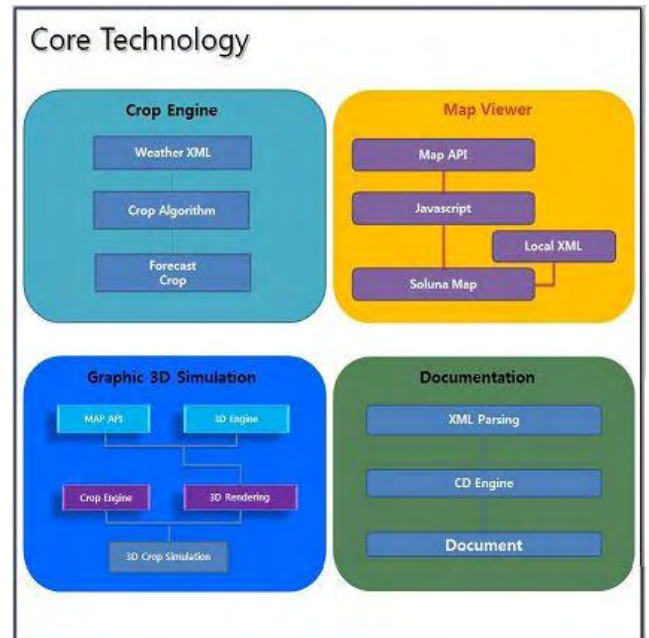 Core Technology
Crop Engine
Weather XML
Crop Algorithm
Forecast
Crop
Map Viewer
Map API
Javascript
Local XML
Soluna Map
Graphic 3D Simulation
MAP API
3D Engine
Crop Engine
3D Rendering
3D Crop Simulation
Documentation
XML Parsing
CD Engine
Document